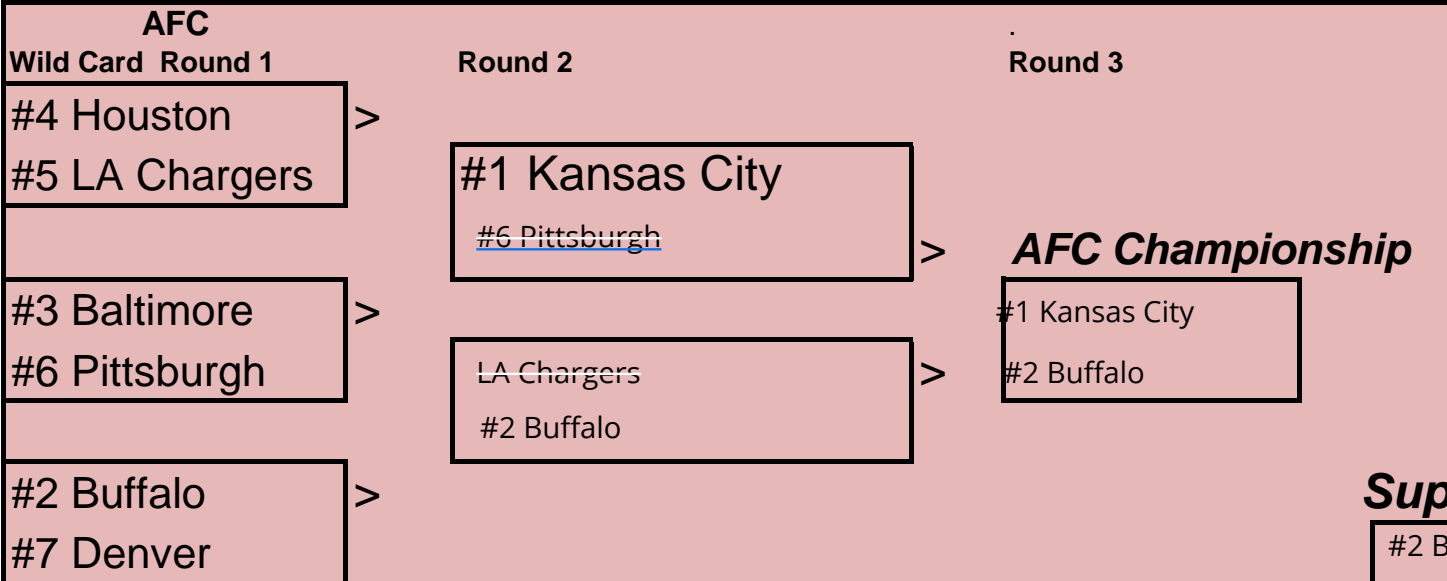 AFC
.
Wild Card Round 1
Round 2
Round 3
#4 Houston
>
#5 LA Chargers
#1 Kansas City
#6 Pittsburgh
>
AFC Championship
#3 Baltimore
>
#1 Kansas City
#6 Pittsburgh
LA Chargers
>
#2 Buffalo
#2 Buffalo
#2 Buffalo
>
Sup
#7 Denver
#2 B